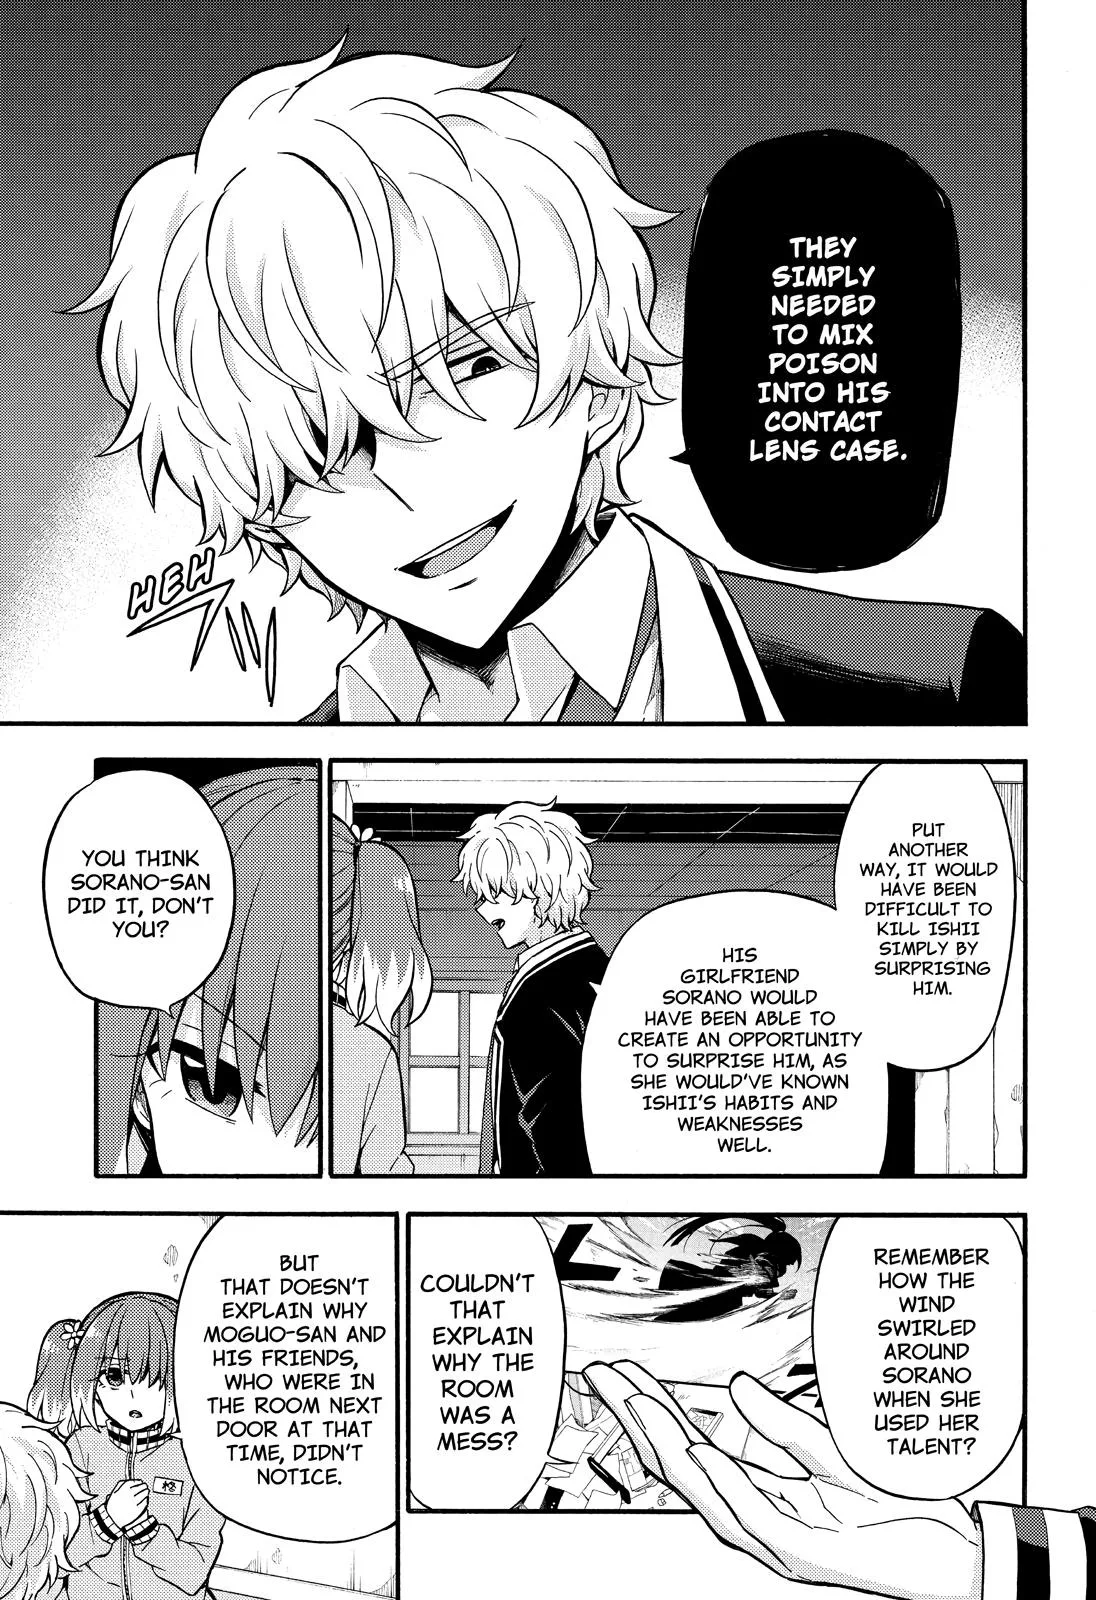 THEY
SIMPLY
NEEDED
TO MIX
POISON
INTO HIS
CONTACT
LENS CASE.
HEH
PUT
ANOTHER
WAY, IT WOULD
HAVE BEEN
DIFFICULT TO
KILL ISHII
SIMPLY BY
SURPRISING
HIM.
HIS
GIRLFRIEND
SORANO WOULD
HAVE BEEN ABLE TO
CREATE AN OPPORTUNITY
TO SURPRISE HIM, AS
SHE WOULD'VE KNOWN
ISHII'S HABITS AND
WEAKNESSES
WELL.
YOU THINK
SORANO-SAN
DID IT, DON'T
YOU?
REMEMBER
HOW THE
WIND
SWIRLED
AROUND
SORANO
WHEN SHE
USED HER
TALENT?
COULDN'T
THAT
EXPLAIN
WHY THE
ROOM
WAS A
MESS?
BUT
THAT DOESN'T
EXPLAIN WHY
MOGUO-SAN AND
HIS FRIENDS,
WHO WERE IN
THE ROOM NEXT
DOOR AT THAT
TIME, DIDN'T
NOTICE.